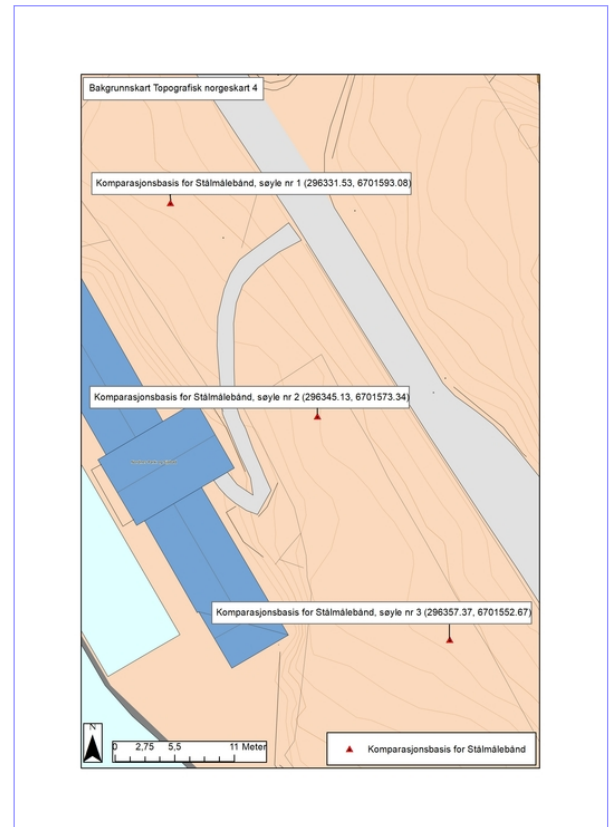 Bakgrunnskart Topografisk norgeskart 4
Komparasjonsbasis for Stålmålebånd, søyle nr 1 (296331.53, 6701593.08)
Komparasjonsbasis for Stålmålebånd, søyle nr 2 (296345.13, 6701573.34)
Komparasjonsbasis for Stålmålebånd, søyle nr 3 (296357.37, 6701552.67)
N
0 2,75 5,5 11 Meter
Komparasjonsbasis for Stålmålebånd